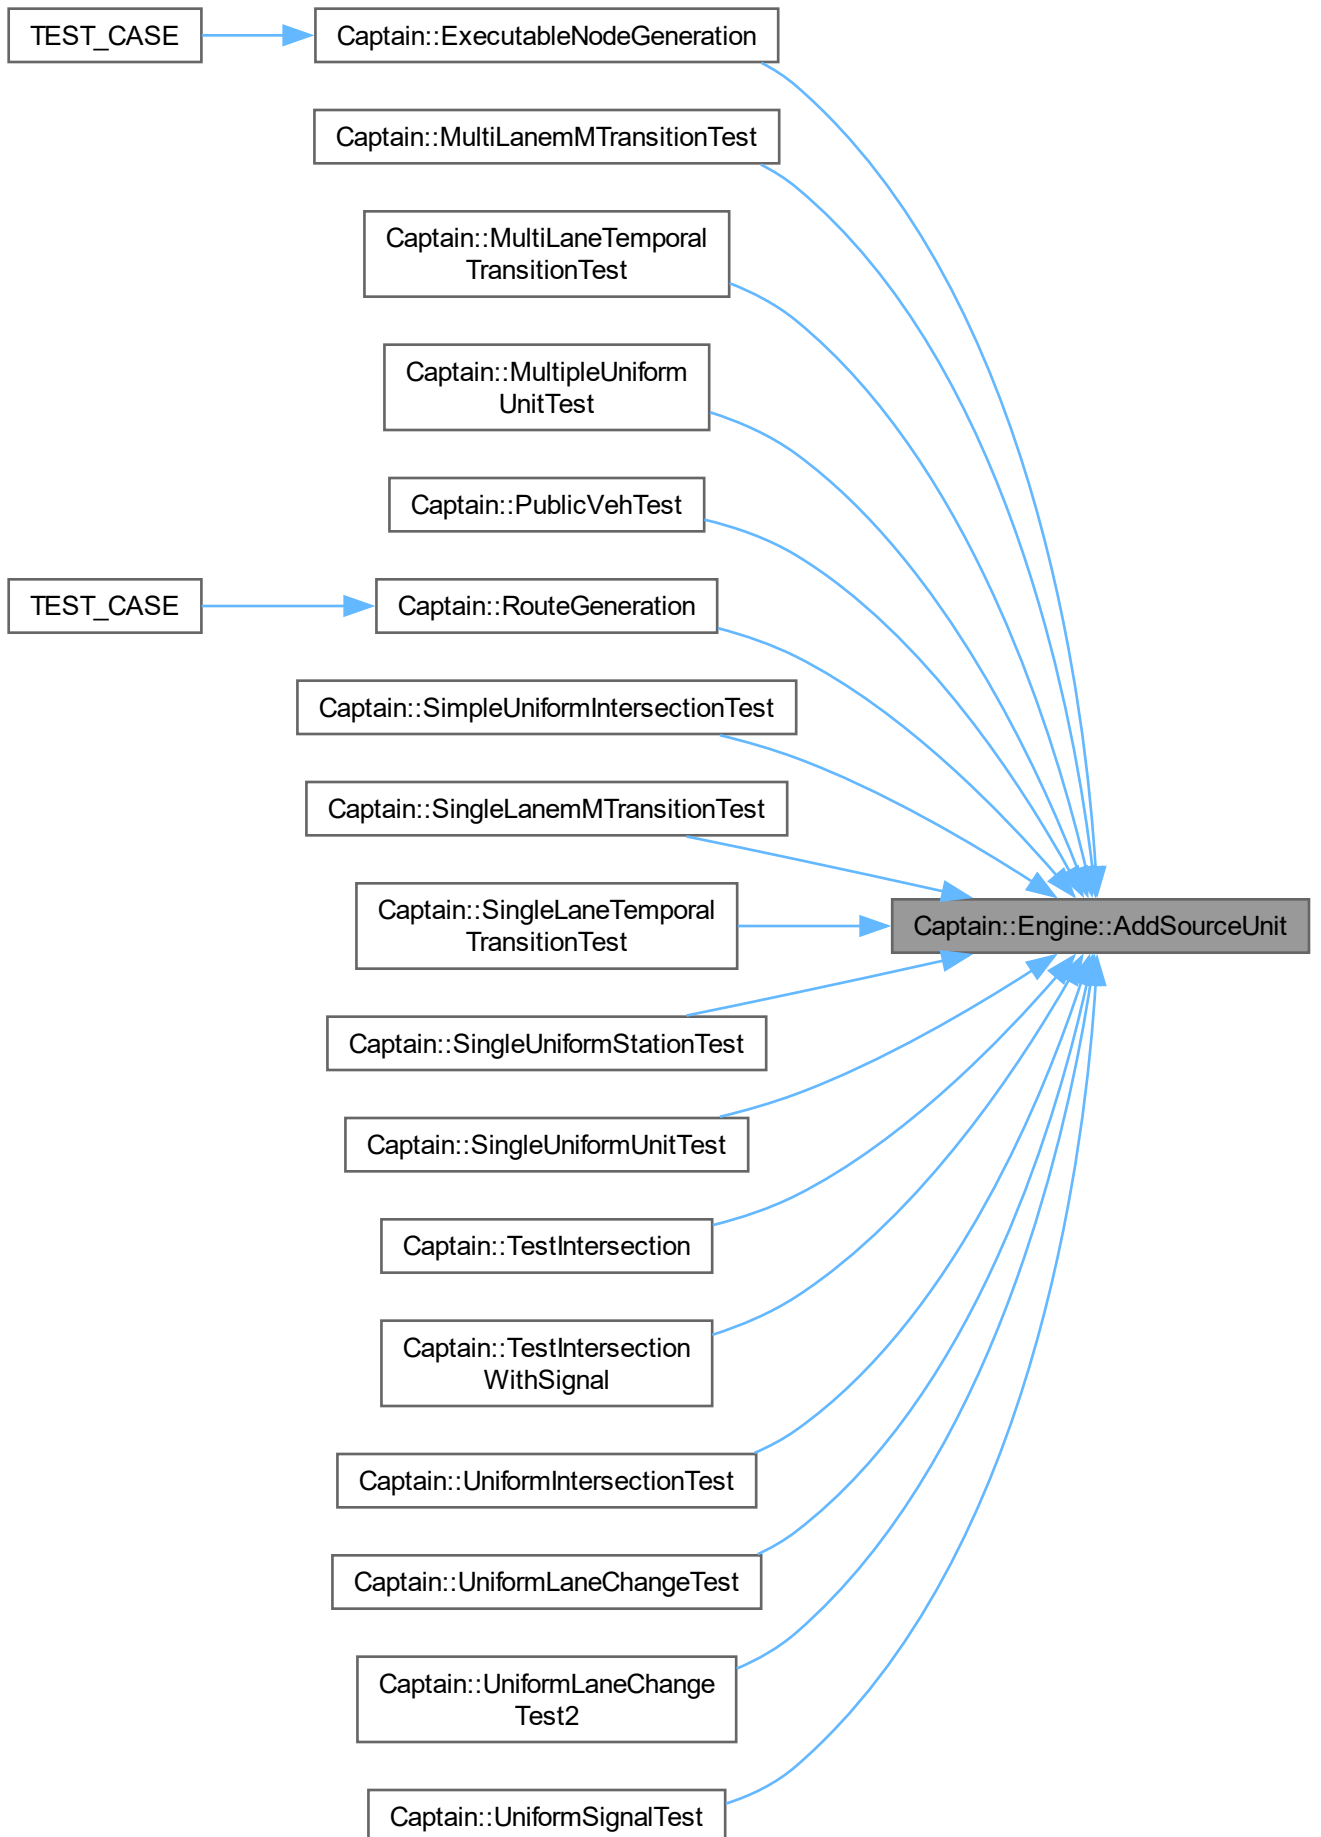 TEST_CASE
Captain::ExecutableNodeGeneration
Captain::MultiLanemMTransitionTest
Captain::MultiLaneTemporal
TransitionTest
Captain::MultipleUniform
UnitTest
Captain::PublicVehTest
TEST_CASE
Captain::RouteGeneration
Captain::SimpleUniformIntersectionTest
Captain::SingleLanemMTransitionTest
Captain::SingleLaneTemporal
TransitionTest
Captain::Engine::AddSourceUnit
Captain::SingleUniformStationTest
Captain::SingleUniformUnitTest
Captain::TestIntersection
Captain::TestIntersection
WithSignal
Captain::UniformIntersectionTest
Captain::UniformLaneChangeTest
Captain::UniformLaneChange
Test2
Captain::UniformSignalTest